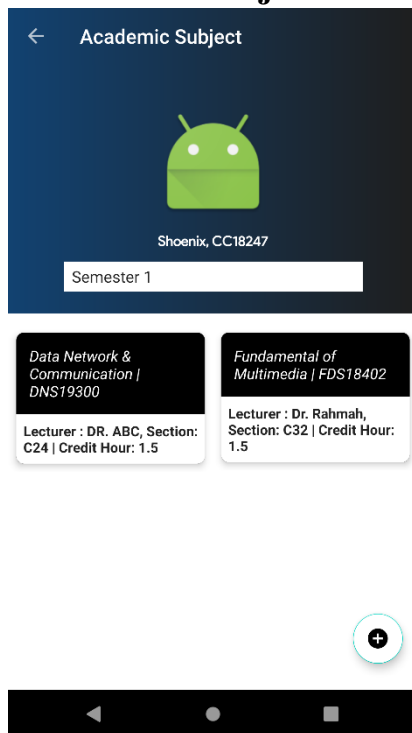 Academic Subject
Shoenix, CC18247
Semester 1
Data Network &
Communication |
DNS19300
Lecturer : DR. ABC, Section:
C24 | Credit Hour: 1.5
Fundamental of
Multimedia | FDS18402
Lecturer : Dr. Rahmah,
Section: C32 | Credit Hour:
1.5